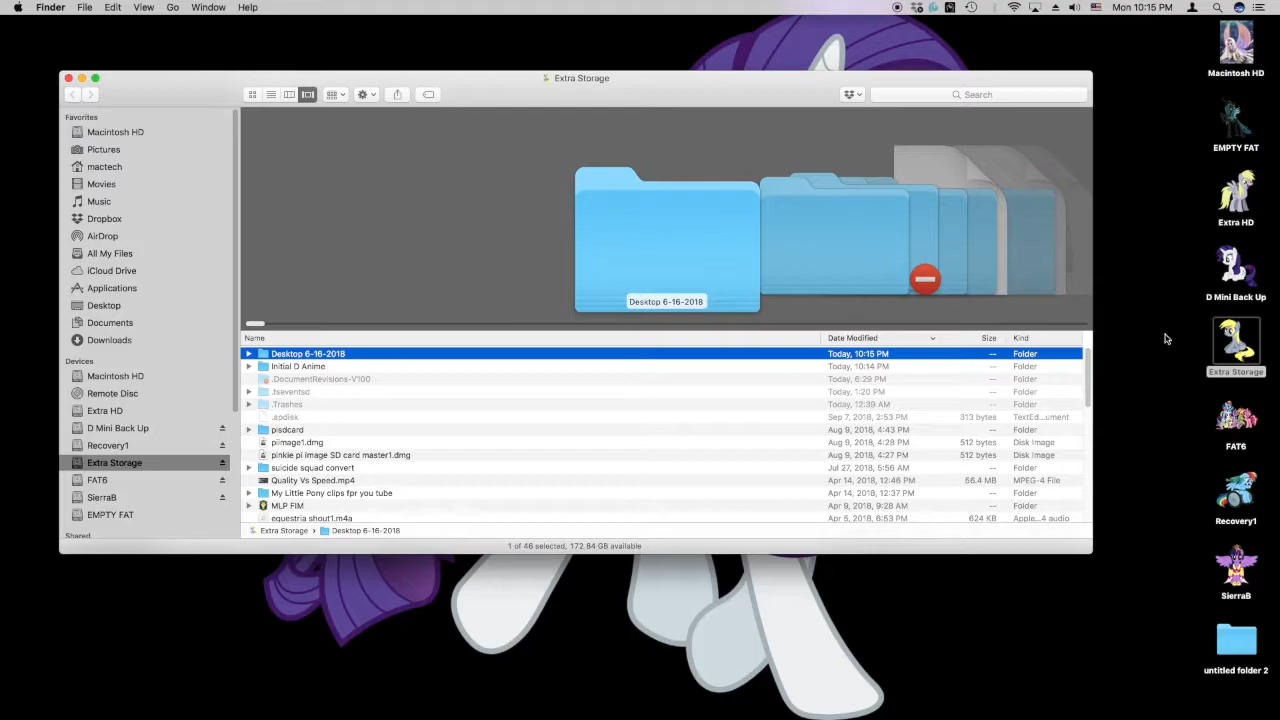 Finder File Edit View Go Window Help Mon 10:15 PM
Extra Storage
Search
Favorites
Macintosh HD
Pictures
mactech
Movies
Music
Dropbox
AirDrop
All My Files
iCloud Drive
Applications
Desktop
Documents
Downloads
Devices
Macintosh HD
Remote Disc
Extra HD
D Mini Back Up
Recovery1
Extra Storage
FAT6
SierraB
EMPTY FAT
Shared
Desktop 6-16-2018
Name Date Modified Size Kind
Desktop 6-16-2018 Today, 10:15 PM -- Folder
Initial D Anime Today, 10:14 PM -- Folder
.DocumentRevisions-V100 Today, 6:29 PM -- Folder
.fseventsd Today, 1:20 PM -- Folder
.Trashes Today, 12:39 AM -- Folder
.apdisk Sep 7, 2018, 2:53 PM 313 bytes TextEd...ument
pisdcard Aug 9, 2018, 4:43 PM -- Folder
piimage1.dmg Aug 9, 2018, 4:28 PM 512 bytes Disk Image
pinkie pi image SD card master1.dmg Aug 9, 2018, 4:27 PM 512 bytes Disk Image
suicide squad convert Jul 27, 2018, 5:56 AM -- Folder
Quality Vs Speed.mp4 Apr 14, 2018, 12:46 PM 56.4 MB MPEG-4 File
My Little Pony clips fpr you tube Apr 14, 2018, 12:37 PM -- Folder
MLP FIM Apr 9, 2018, 9:28 AM -- Folder
equestria shout1.m4a Apr 5, 2018, 6:53 PM 624 KB Apple...4 audio
Extra Storage › Desktop 6-16-2018
1 of 46 selected, 172.84 GB available
Macintosh HD
EMPTY FAT
Extra HD
D Mini Back Up
Extra Storage
FAT6
Recovery1
SierraB
untitled folder 2